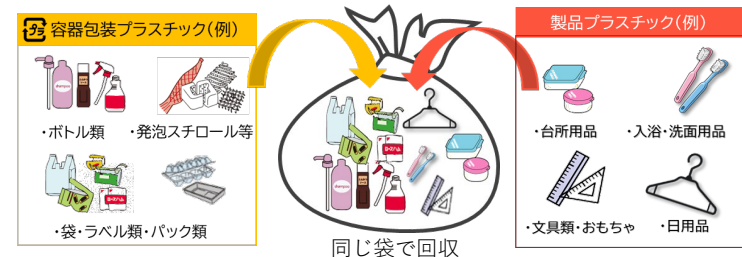 プラ 容器包装プラスチック(例)
・ボトル類
・発泡スチロール等
・袋・ラベル類・パック類
同じ袋で回収
製品プラスチック(例)
・台所用品
・入浴・洗面用品
・文具類・おもちゃ
・日用品